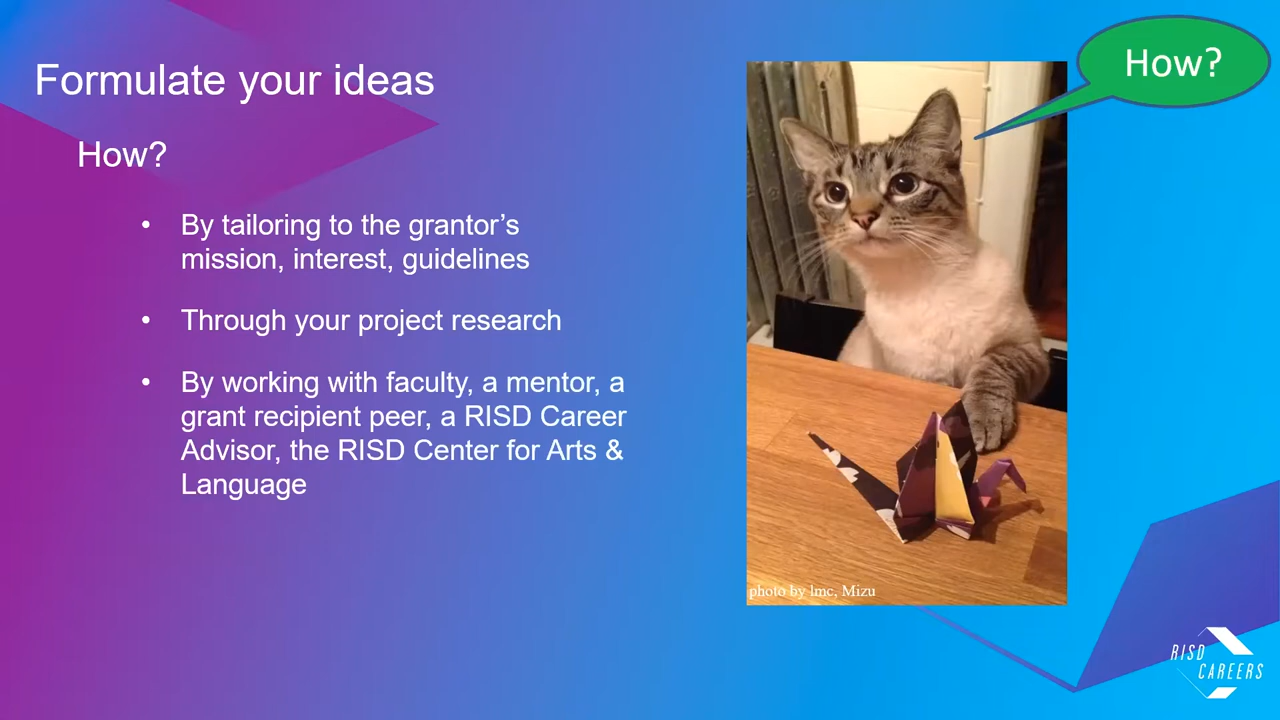 Formulate your ideas
How?
• By tailoring to the grantor’s
mission, interest, guidelines
• Through your project research
• By working with faculty, a mentor, a
grant recipient peer, a RISD Career
Advisor, the RISD Center for Arts &
Language
How?
photo by lmc, Mizu
RISD
CAREERS